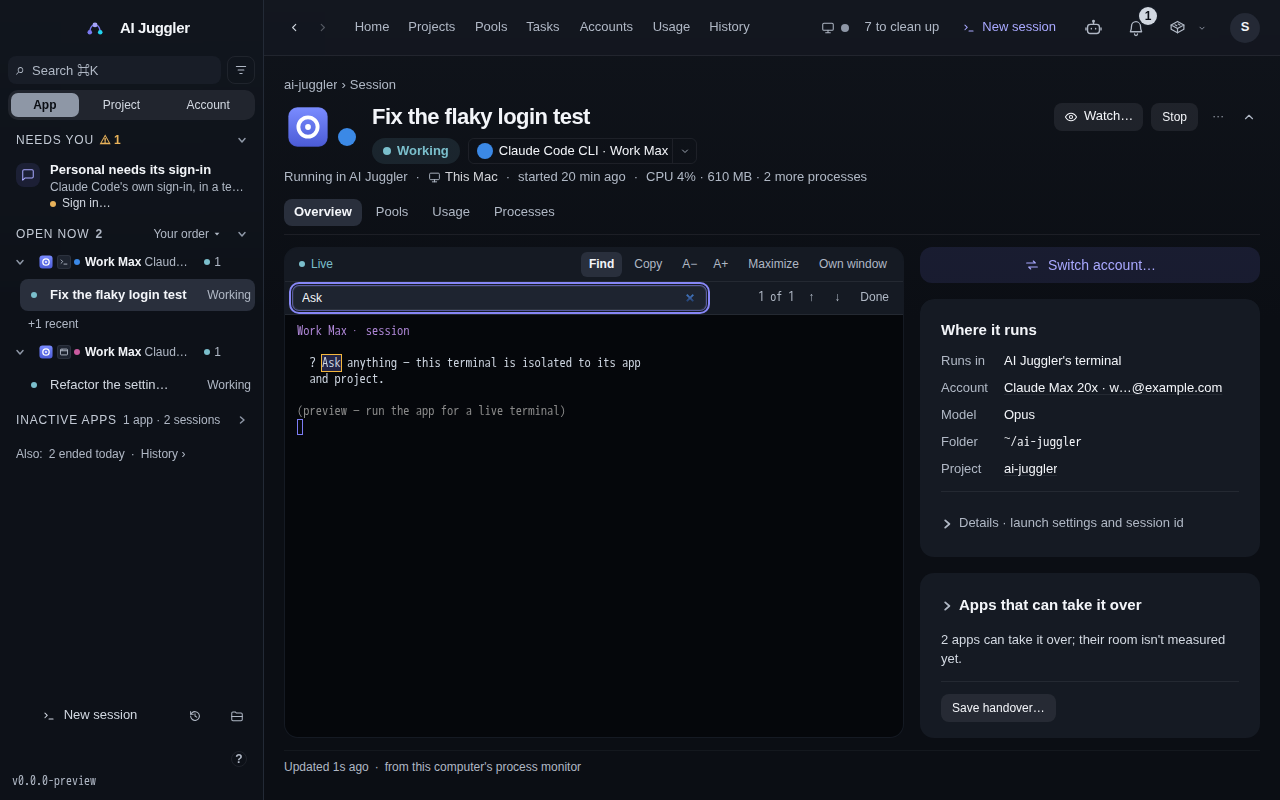 AI Juggler
Search ⌘K
App Project Account
NEEDS YOU 1
Personal needs its sign-in
Claude Code's own sign-in, in a te…
Sign in…
OPEN NOW 2 Your order
Work Max Claud… 1
Fix the flaky login test Working
+1 recent
Work Max Claud… 1
Refactor the settin… Working
INACTIVE APPS 1 app · 2 sessions
Also: 2 ended today · History ›
New session
?
v0.0.0-preview
Home Projects Pools Tasks Accounts Usage History
7 to clean up
New session
1
S
ai-juggler › Session
Fix the flaky login test
Working
Claude Code CLI · Work Max
Watch…
Stop
Running in AI Juggler · This Mac · started 20 min ago · CPU 4% · 610 MB · 2 more processes
Overview Pools Usage Processes
Live
Find Copy A− A+ Maximize Own window
Ask
1 of 1 ↑ ↓ Done
Work Max · session
? Ask anything — this terminal is isolated to its app
and project.
(preview — run the app for a live terminal)
Switch account…
Where it runs
Runs in AI Juggler's terminal
Account Claude Max 20x · w…@example.com
Model Opus
Folder ~/ai-juggler
Project ai-juggler
Details · launch settings and session id
Apps that can take it over
2 apps can take it over; their room isn't measured
yet.
Save handover…
Updated 1s ago · from this computer's process monitor